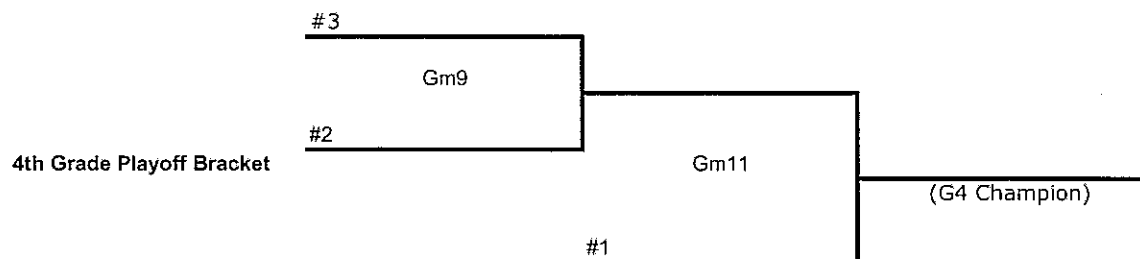 #3
Gm9
#2
4th Grade Playoff Bracket
Gm11
(G4 Champion)
#1